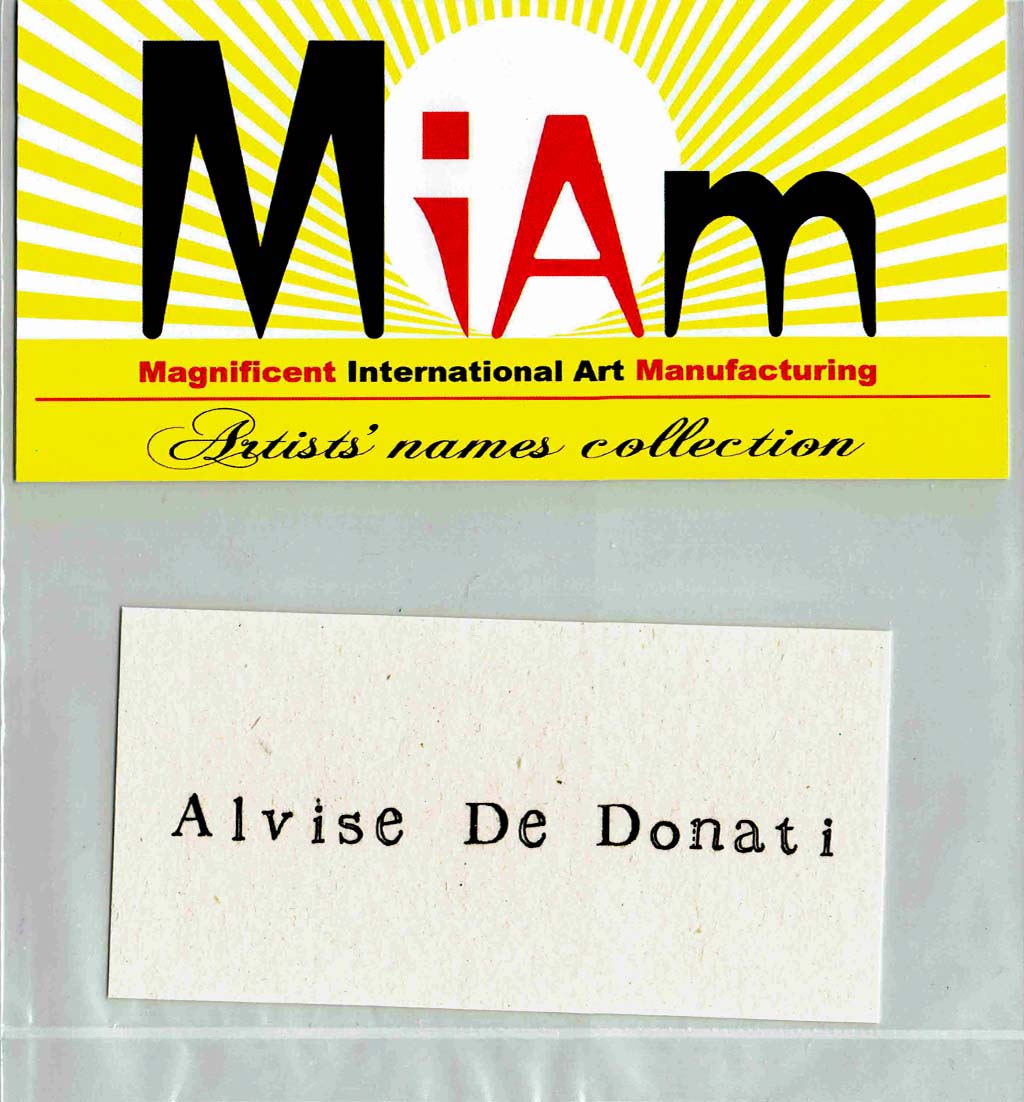 MiAm
Magnificent International Art Manufacturing
Artists' names collection
Alvise De Donati